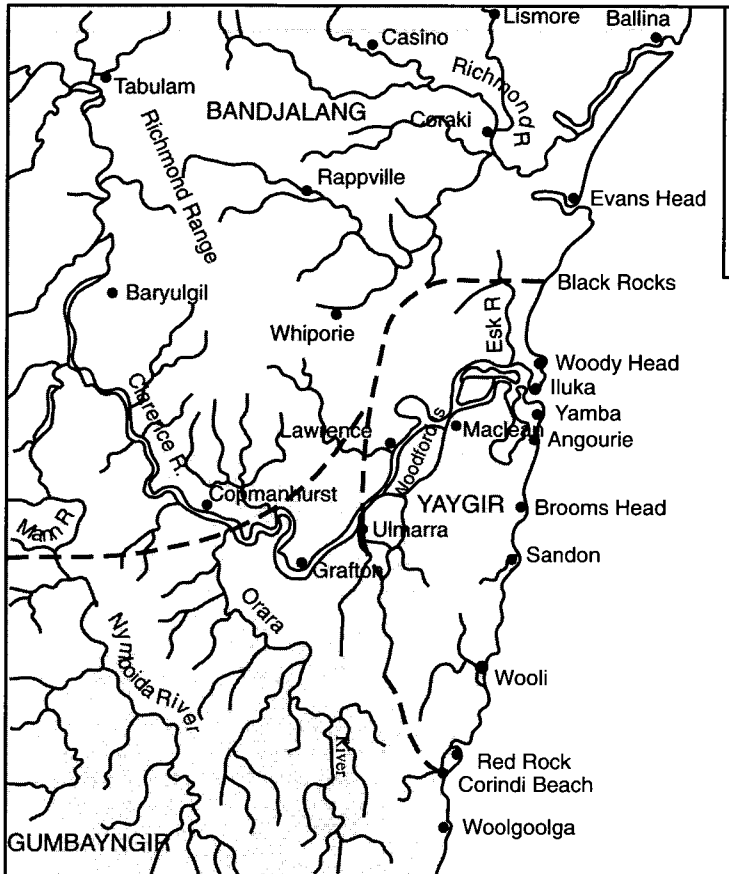 Lismore
Ballina
Casino
Richmond R
Tabulam
BANDJALANG
Coraki
Richmond Range
Rappville
Evans Head
Black Rocks
Baryulgil
Whiporie
Esk R
Woody Head
Iluka
Clarence R.
Yamba
Lawrence
Woodford Is
Maclean
Angourie
Copmanhurst
YAYGIR
Brooms Head
Mann R
Ulmarra
Sandon
Grafton
Orara
River
Nymboida River
Wooli
Red Rock
Corindi Beach
Woolgoolga
GUMBAYNGIR